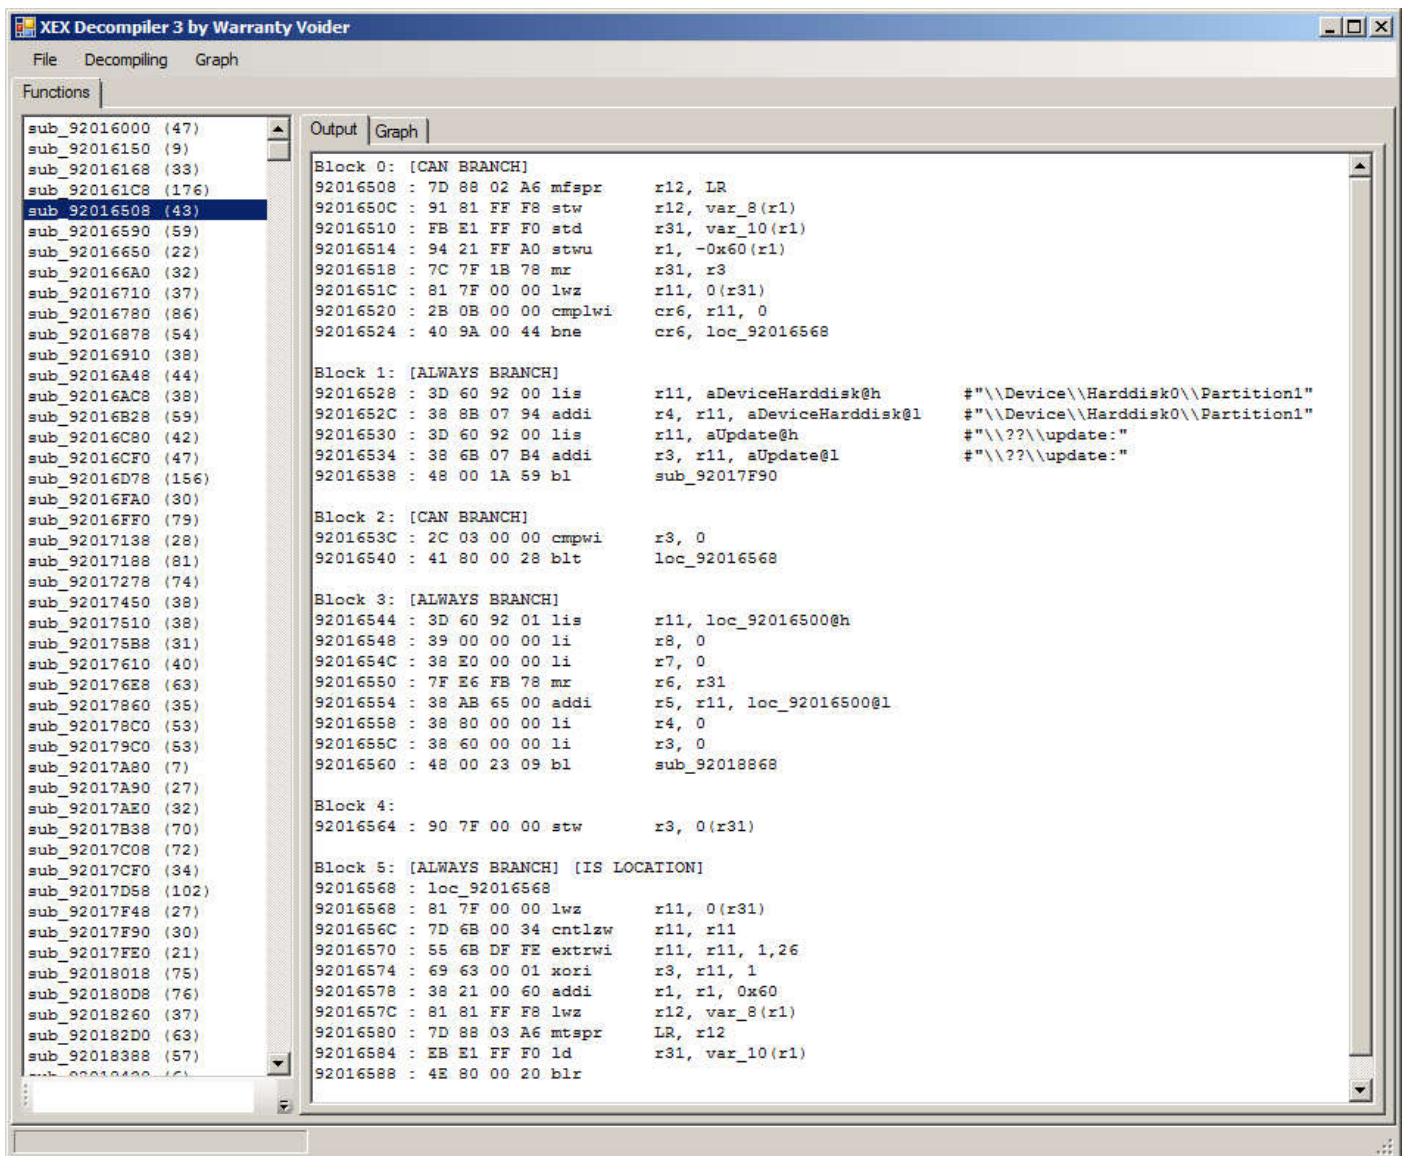 XEX Decompiler 3 by Warranty Voider
File Decompiling Graph
Functions
sub_92016000 (47)
sub_92016150 (9)
sub_92016168 (33)
sub_920161C8 (176)
sub_92016508 (43)
sub_92016590 (59)
sub_92016650 (22)
sub_920166A0 (32)
sub_92016710 (37)
sub_92016780 (86)
sub_92016878 (54)
sub_92016910 (38)
sub_92016A48 (44)
sub_92016AC8 (38)
sub_92016B28 (59)
sub_92016C80 (42)
sub_92016CF0 (47)
sub_92016D78 (156)
sub_92016FA0 (30)
sub_92016FF0 (79)
sub_92017138 (28)
sub_92017188 (81)
sub_92017278 (74)
sub_92017450 (38)
sub_92017510 (38)
sub_920175B8 (31)
sub_92017610 (40)
sub_920176E8 (63)
sub_92017860 (35)
sub_920178C0 (53)
sub_920179C0 (53)
sub_92017A80 (7)
sub_92017A90 (27)
sub_92017AE0 (32)
sub_92017B38 (70)
sub_92017C08 (72)
sub_92017CF0 (34)
sub_92017D58 (102)
sub_92017F48 (27)
sub_92017F90 (30)
sub_92017FE0 (21)
sub_92018018 (75)
sub_920180D8 (76)
sub_92018260 (37)
sub_920182D0 (63)
sub_92018388 (57)
Output Graph
Block 0: [CAN BRANCH]
92016508 : 7D 88 02 A6 mfspr r12, LR
9201650C : 91 81 FF F8 stw r12, var_8(r1)
92016510 : FB E1 FF F0 std r31, var_10(r1)
92016514 : 94 21 FF A0 stwu r1, -0x60(r1)
92016518 : 7C 7F 1B 78 mr r31, r3
9201651C : 81 7F 00 00 lwz r11, 0(r31)
92016520 : 2B 0B 00 00 cmplwi cr6, r11, 0
92016524 : 40 9A 00 44 bne cr6, loc_92016568
Block 1: [ALWAYS BRANCH]
92016528 : 3D 60 92 00 lis r11, aDeviceHarddisk@h #"\\Device\\Harddisk0\\Partition1"
9201652C : 38 8B 07 94 addi r4, r11, aDeviceHarddisk@l #"\\Device\\Harddisk0\\Partition1"
92016530 : 3D 60 92 00 lis r11, aUpdate@h #"\\??\\update:"
92016534 : 38 6B 07 B4 addi r3, r11, aUpdate@l #"\\??\\update:"
92016538 : 48 00 1A 59 bl sub_92017F90
Block 2: [CAN BRANCH]
9201653C : 2C 03 00 00 cmpwi r3, 0
92016540 : 41 80 00 28 blt loc_92016568
Block 3: [ALWAYS BRANCH]
92016544 : 3D 60 92 01 lis r11, loc_92016500@h
92016548 : 39 00 00 00 li r8, 0
9201654C : 38 E0 00 00 li r7, 0
92016550 : 7F E6 FB 78 mr r6, r31
92016554 : 38 AB 65 00 addi r5, r11, loc_92016500@l
92016558 : 38 80 00 00 li r4, 0
9201655C : 38 60 00 00 li r3, 0
92016560 : 48 00 23 09 bl sub_92018868
Block 4:
92016564 : 90 7F 00 00 stw r3, 0(r31)
Block 5: [ALWAYS BRANCH] [IS LOCATION]
92016568 : loc_92016568
92016568 : 81 7F 00 00 lwz r11, 0(r31)
9201656C : 7D 6B 00 34 cntlzw r11, r11
92016570 : 55 6B DF FE extrwi r11, r11, 1,26
92016574 : 69 63 00 01 xori r3, r11, 1
92016578 : 38 21 00 60 addi r1, r1, 0x60
9201657C : 81 81 FF F8 lwz r12, var_8(r1)
92016580 : 7D 88 03 A6 mtspr LR, r12
92016584 : EB E1 FF F0 ld r31, var_10(r1)
92016588 : 4E 80 00 20 blr